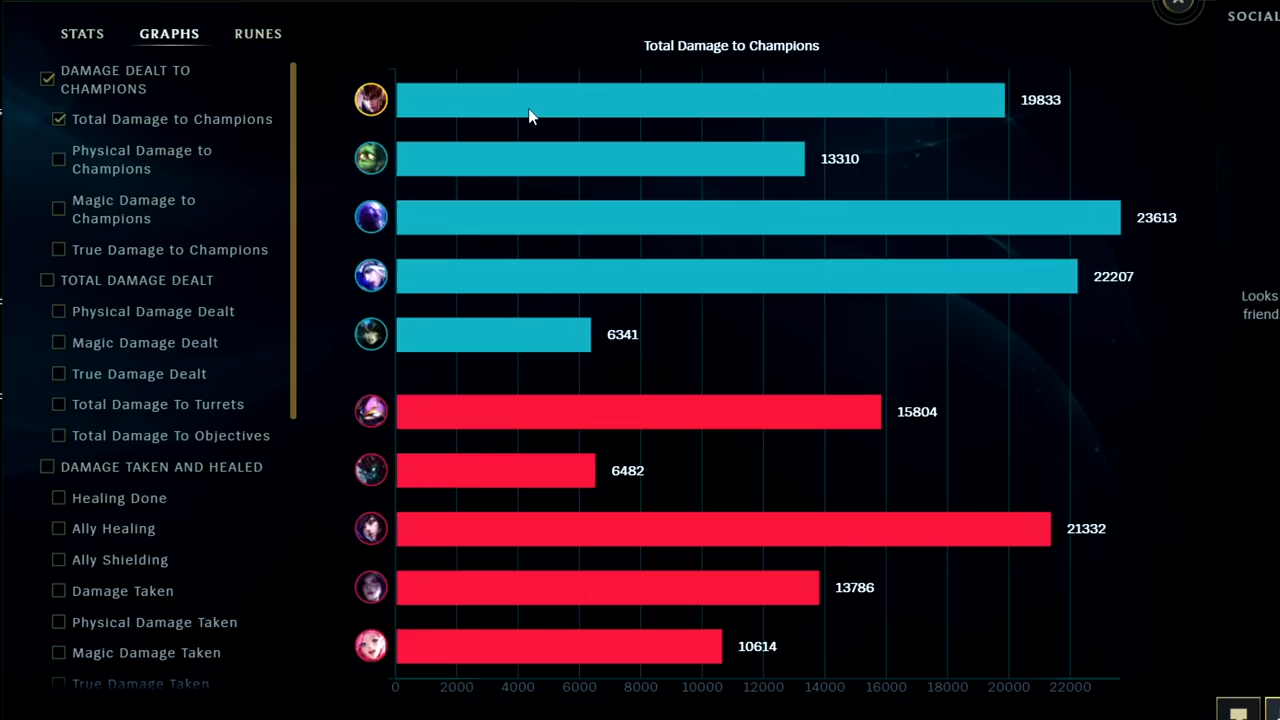 STATS GRAPHS RUNES
SOCIAL
DAMAGE DEALT TO
CHAMPIONS
Total Damage to Champions
Physical Damage to
Champions
Magic Damage to
Champions
True Damage to Champions
TOTAL DAMAGE DEALT
Physical Damage Dealt
Magic Damage Dealt
True Damage Dealt
Total Damage To Turrets
Total Damage To Objectives
DAMAGE TAKEN AND HEALED
Healing Done
Ally Healing
Ally Shielding
Damage Taken
Physical Damage Taken
Magic Damage Taken
True Damage Taken
Total Damage to Champions
19833
13310
23613
22207
6341
15804
6482
21332
13786
10614
0 2000 4000 6000 8000 10000 12000 14000 16000 18000 20000 22000
Looks
friend